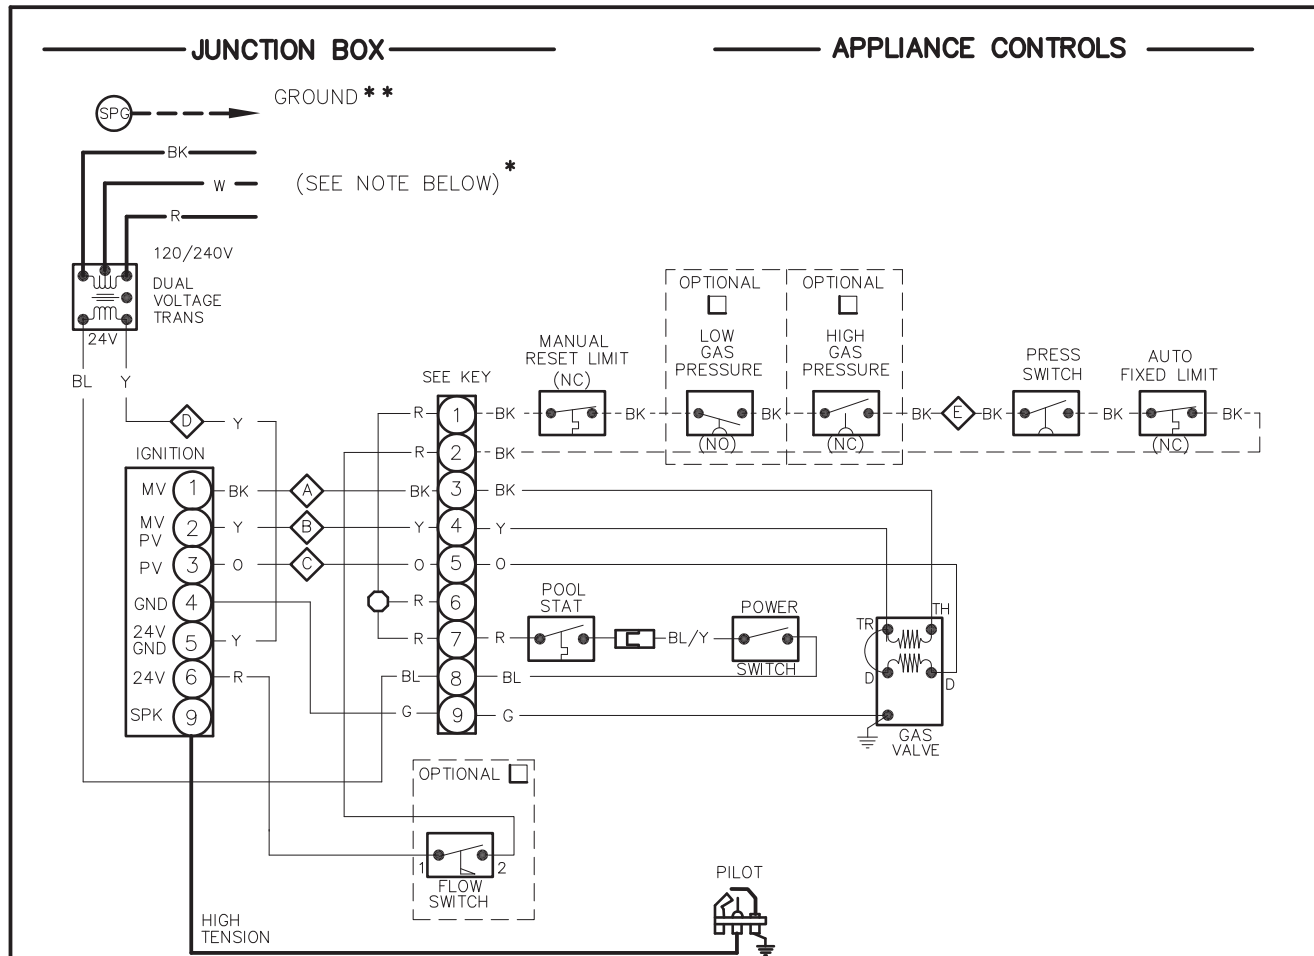 JUNCTION BOX
APPLIANCE CONTROLS
SPG
GROUND **
BK
W
(SEE NOTE BELOW)*
R
120/240V
DUAL
VOLTAGE
TRANS
24V
BL
Y
D
Y
IGNITION
MV 1 BK A BK 3 BK
MV
PV 2 Y B Y 4 Y
PV 3 O C O 5 O
GND 4
24V
GND 5 Y
24V 6 R
SPK 9
SEE KEY
R 1 BK
R 2 BK
R 6
R 7 R
BL 8 BL
G 9 G
MANUAL
RESET LIMIT
(NC)
BK
OPTIONAL
LOW
GAS
PRESSURE
(NO)
BK
OPTIONAL
HIGH
GAS
PRESSURE
(NC)
BK E BK
PRESS
SWITCH
BK
AUTO
FIXED LIMIT
BK
(NC)
POOL
STAT
BL/Y
POWER
SWITCH
TR
TH
D
D
GAS
VALVE
OPTIONAL
1
2
FLOW
SWITCH
HIGH
TENSION
PILOT